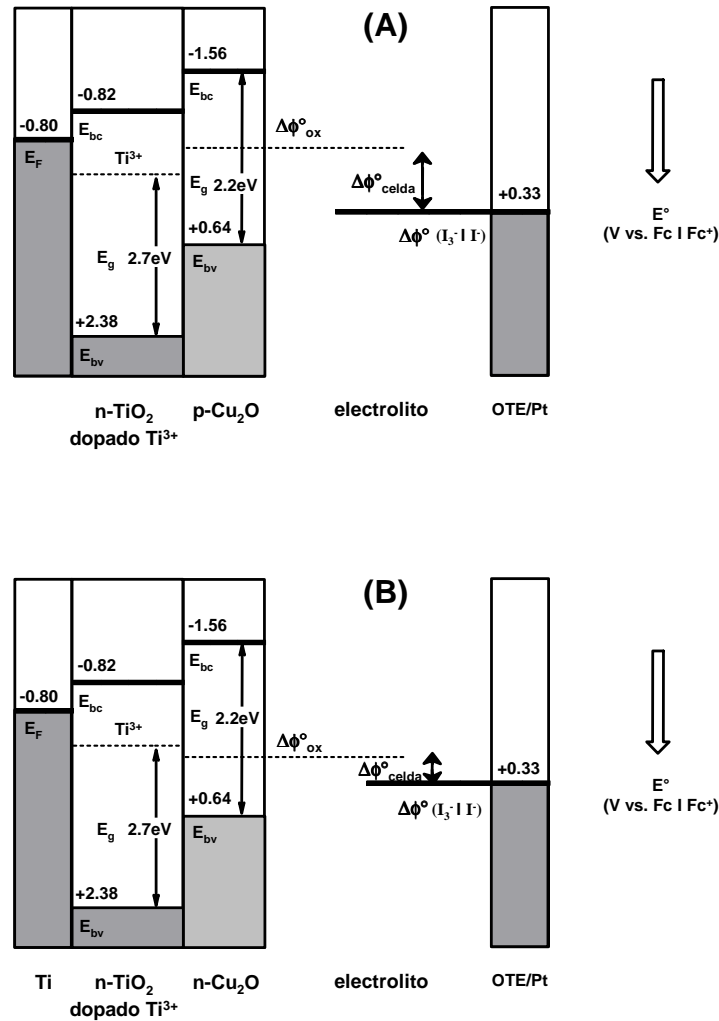 (A)
-1.56
-0.82
E_bc
-0.80
E_bc
Δϕ°_ox
E_F
Ti³⁺
E_g 2.2eV
Δϕ°_celda
+0.33
+0.64
Δϕ° (I₃⁻ I I⁻)
E°
(V vs. Fc I Fc⁺)
E_g 2.7eV
E_bv
+2.38
E_bv
n-TiO₂
dopado Ti³⁺
p-Cu₂O
electrolito
OTE/Pt
(B)
-1.56
-0.82
E_bc
-0.80
E_bc
E_F
Ti³⁺
E_g 2.2eV
Δϕ°_ox
Δϕ°_celda
+0.33
+0.64
Δϕ° (I₃⁻ I I⁻)
E°
(V vs. Fc I Fc⁺)
E_g 2.7eV
E_bv
+2.38
E_bv
Ti
n-TiO₂
dopado Ti³⁺
n-Cu₂O
electrolito
OTE/Pt